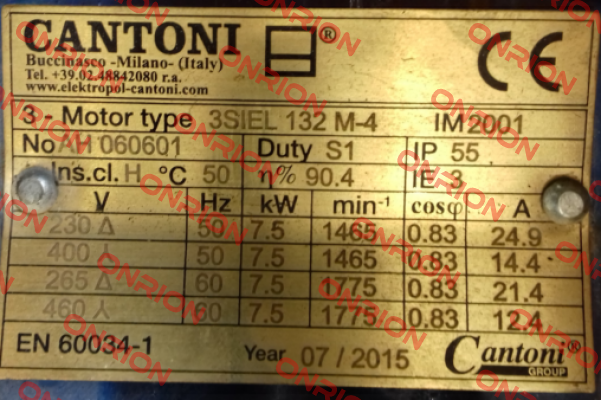 CANTONI ® CE
Buccinasco -Milano- (Italy)
Tel. +39.02.48842080 r.a.
www.elektropol-cantoni.com
3 - Motor type 3SIEL 132 M-4 IM 2001
No AH 060601 Duty S1 IP 55
Ins.cl. H °C 50 η% 90.4 IE 3
V Hz kW min-¹ cosφ A
230 Δ 50 7.5 1465 0.83 24.9
400 ⅄ 50 7.5 1465 0.83 14.4
265 Δ 60 7.5 1775 0.83 21.4
460 ⅄ 60 7.5 1775 0.83 12.4
EN 60034-1 Year 07 / 2015 Cantoni®
GROUP
ONRION